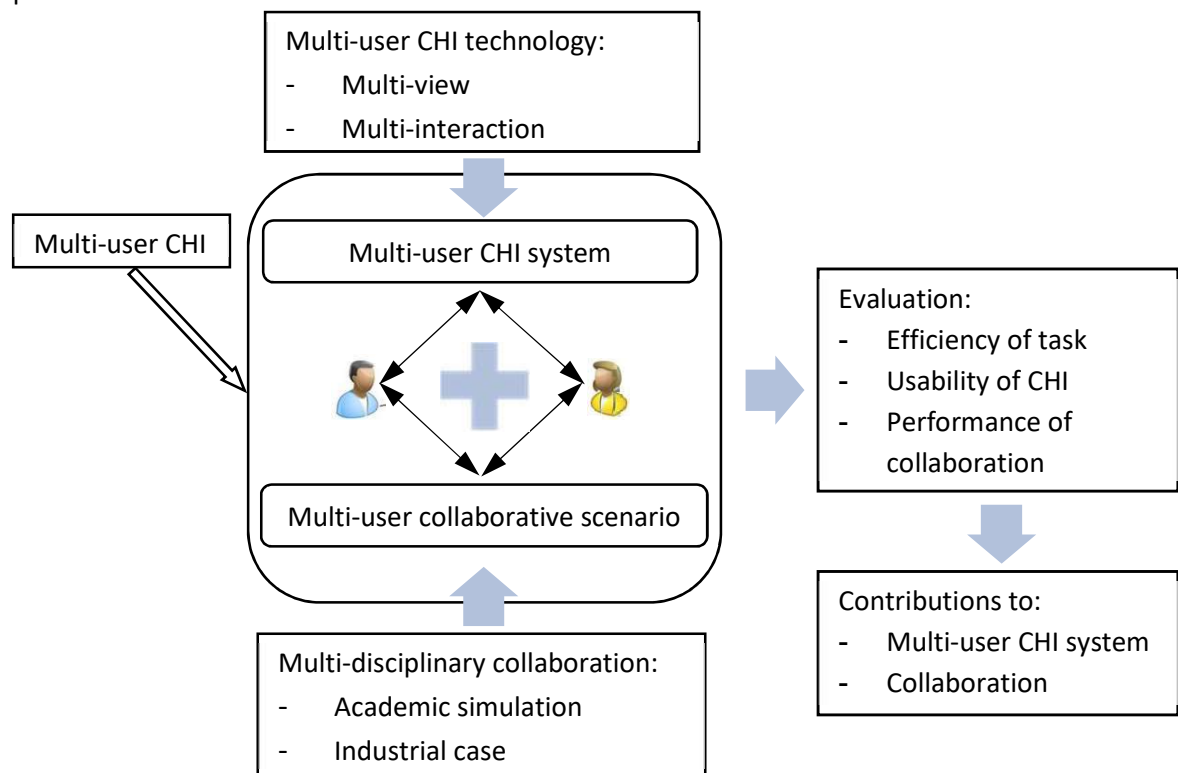 Multi-user CHI technology:
- Multi-view
- Multi-interaction
Multi-user CHI
Multi-user CHI system
Multi-user collaborative scenario
Multi-disciplinary collaboration:
- Academic simulation
- Industrial case
Evaluation:
- Efficiency of task
- Usability of CHI
- Performance of
collaboration
Contributions to:
- Multi-user CHI system
- Collaboration